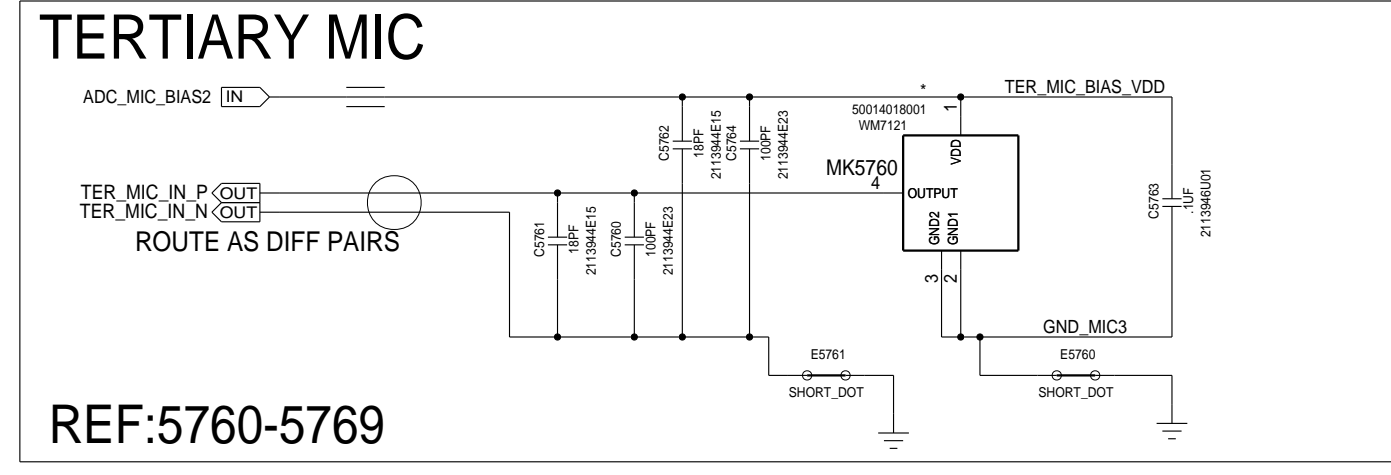 TERTIARY MIC
ADC_MIC_BIAS2 IN
* TER_MIC_BIAS_VDD
50014018001
WM7121
1
VDD
C5762
18PF
2113944E15
C5764
100PF
2113944E23
MK5760
4
OUTPUT
GND2
GND1
3
2
C5763
.1UF
2113946U01
TER_MIC_IN_P OUT
TER_MIC_IN_N OUT
ROUTE AS DIFF PAIRS
C5761
18PF
2113944E15
C5760
100PF
2113944E23
GND_MIC3
E5761
SHORT_DOT
E5760
SHORT_DOT
REF:5760-5769